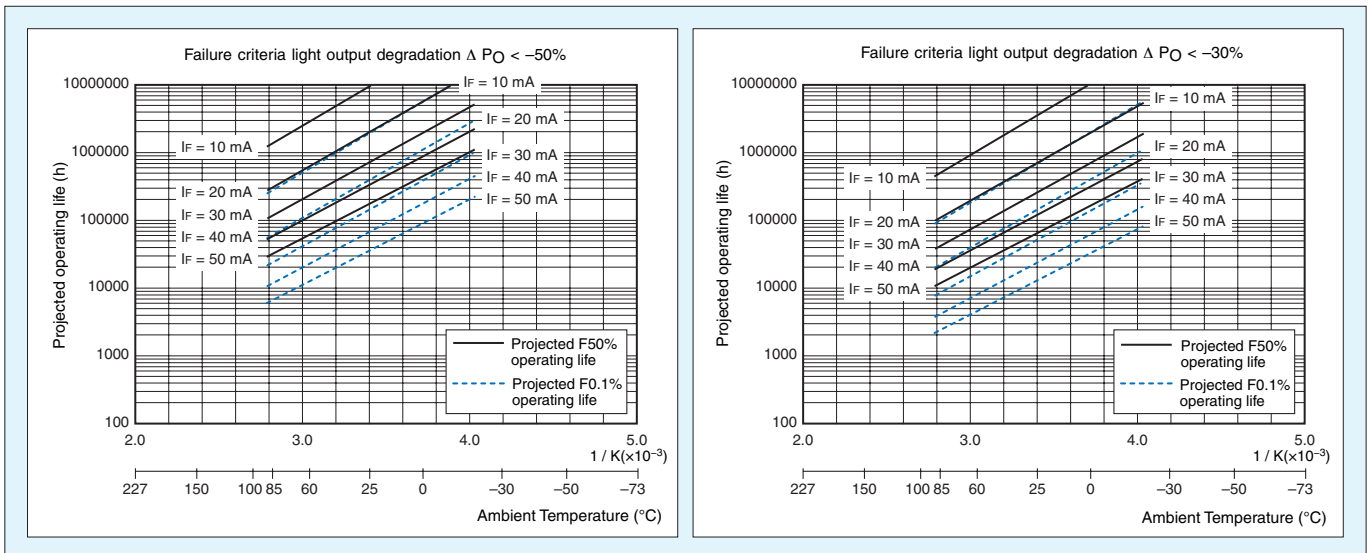 Failure criteria light output degradation Δ PO < –50%
10000000
1000000
100000
10000
1000
100
Projected operating life (h)
IF = 10 mA
IF = 20 mA
IF = 30 mA
IF = 40 mA
IF = 50 mA
IF = 10 mA
IF = 20 mA
IF = 30 mA
IF = 40 mA
IF = 50 mA
Projected F50%
operating life
Projected F0.1%
operating life
2.0 3.0 4.0 5.0
1 / K(×10–3)
227 150 100 85 60 25 0 –30 –50 –73
Ambient Temperature (°C)
Failure criteria light output degradation Δ PO < –30%
10000000
1000000
100000
10000
1000
100
Projected operating life (h)
IF = 10 mA
IF = 20 mA
IF = 30 mA
IF = 40 mA
IF = 50 mA
IF = 10 mA
IF = 20 mA
IF = 30 mA
IF = 40 mA
IF = 50 mA
Projected F50%
operating life
Projected F0.1%
operating life
2.0 3.0 4.0 5.0
1 / K(×10–3)
227 150 100 85 60 25 0 –30 –50 –73
Ambient Temperature (°C)